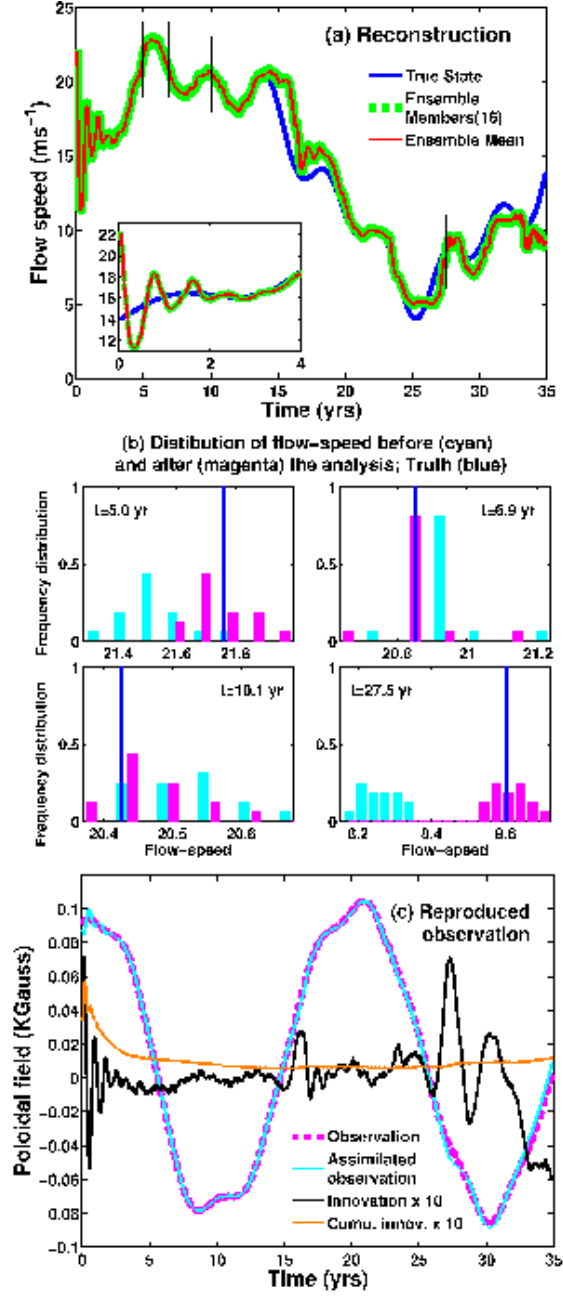 (a) Reconstruction
True State
Ensemble
Members(16)
Ensemble Mean
Flow speed (ms⁻¹)
25
20
15
10
5
0
22
20
18
16
14
12
0 2 4
0 5 10 15 20 25 30 35
Time (yrs)
(b) Distibution of flow-speed before (cyan)
and after (magenta) the analysis; Truth (blue)
Frequency distribution
1
0.5
0
t=5.0 yr
21.4 21.6 21.8
1
0.5
0
t=6.9 yr
20.8 21 21.2
Frequency distribution
1
0.5
0
t=10.1 yr
20.4 20.5 20.6
Flow-speed
1
0.5
0
t=27.5 yr
8.4
Flow-speed
(c) Reproduced
observation
Poloidal field (KGauss)
0.1
0.08
0.06
0.04
0.02
0
-0.02
-0.04
-0.06
-0.08
-0.1
Observation
Assimilated
observation
Innovation x 10
Cumu. innov. x 10
0 5 10 15 20 25 30 35
Time (yrs)